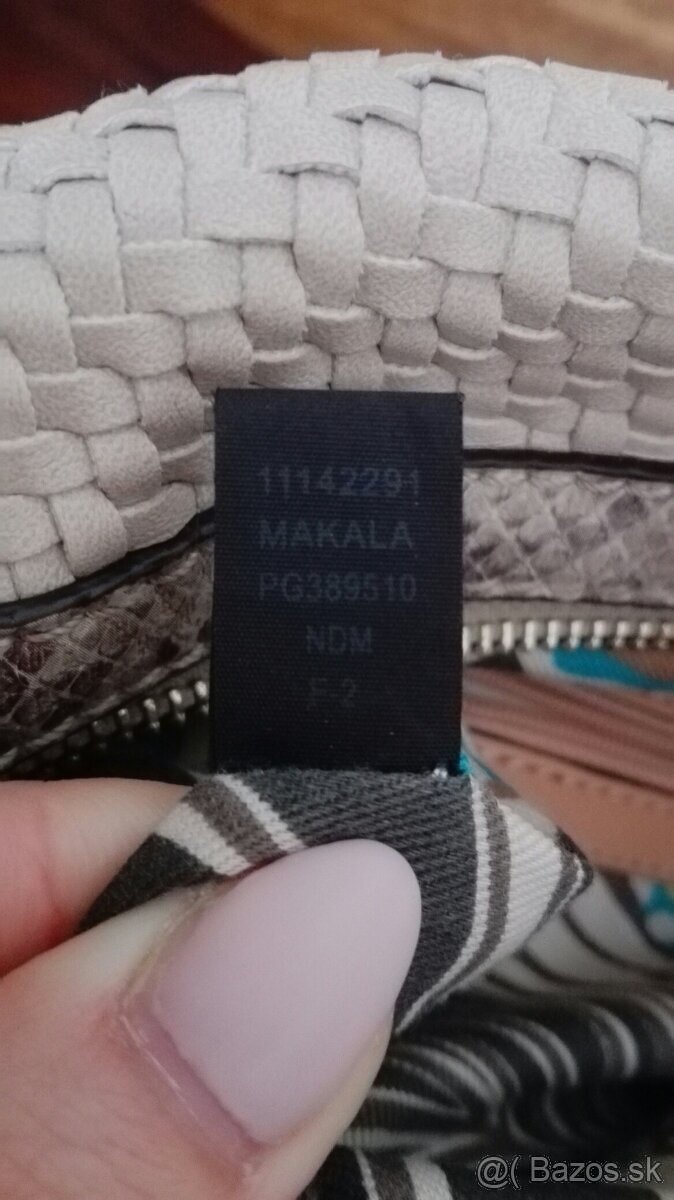 11142291
MAKALA
PG389510
NDM
F-2
@( Bazos.sk